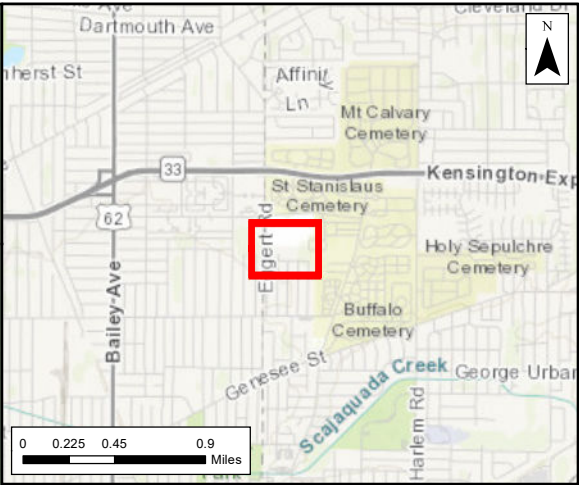 Ave
Cleveland Dr
Dartmouth Ave
N
nherst St
Affinity
Ln
Mt Calvary
Cemetery
33
Kensington-Exp
St Stanislaus
Cemetery
62
Eggert-Rd
Holy Sepulchre
Cemetery
Bailey-Ave
Buffalo
Cemetery
Genesee St
Scajaquada Creek
George Urban
Harlem Rd
0 0.225 0.45 0.9
Miles
Park